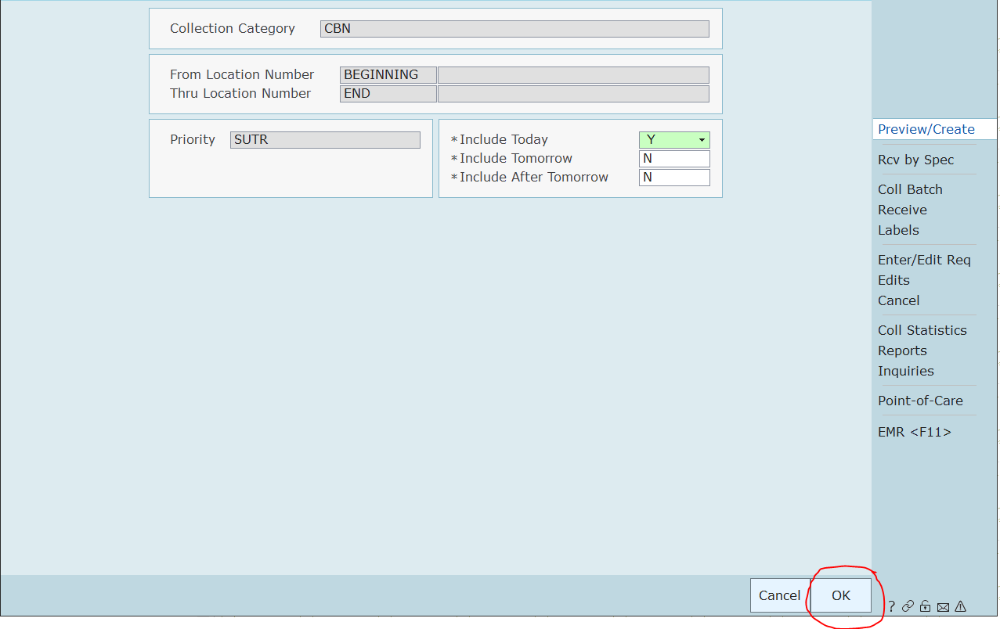 Collection Category CBN
From Location Number BEGINNING
Thru Location Number END
Priority SUTR
*Include Today Y
*Include Tomorrow N
*Include After Tomorrow N
Preview/Create
Rcv by Spec
Coll Batch
Receive
Labels
Enter/Edit Req
Edits
Cancel
Coll Statistics
Reports
Inquiries
Point-of-Care
EMR <F11>
Cancel OK
?